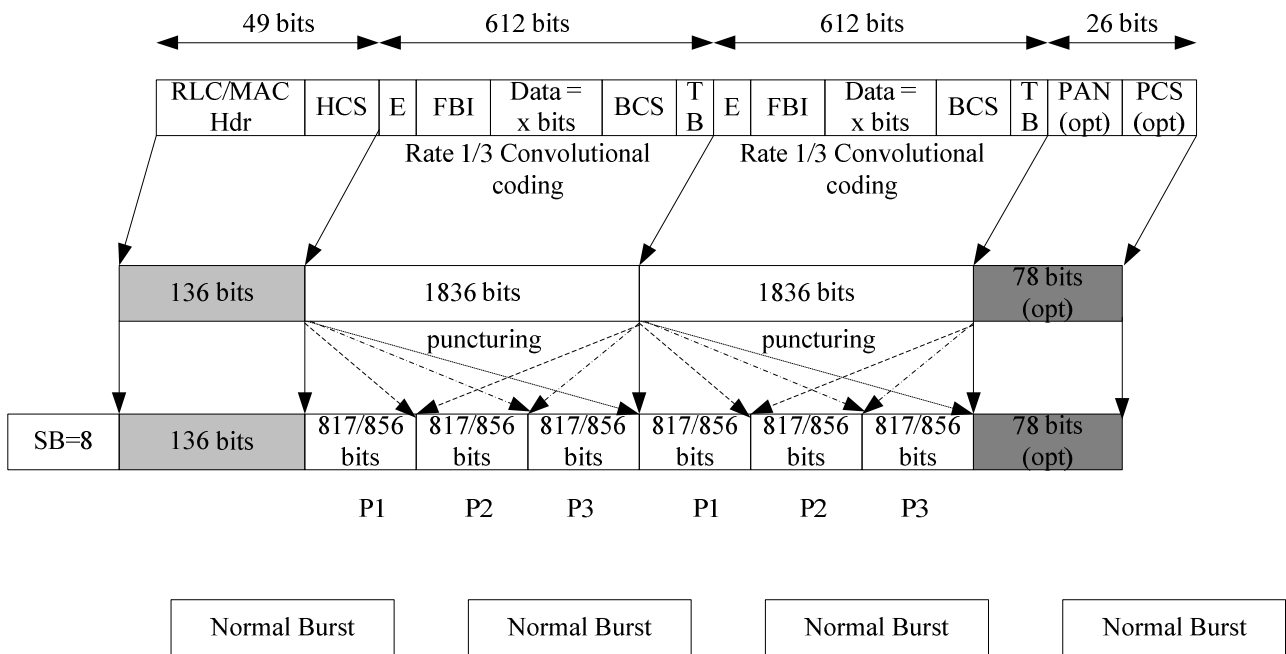 49 bits
612 bits
612 bits
26 bits
RLC/MAC
Hdr
HCS
E
FBI
Data =
x bits
BCS
T
B
E
FBI
Data =
x bits
BCS
T
B
PAN
(opt)
PCS
(opt)
Rate 1/3 Convolutional
coding
Rate 1/3 Convolutional
coding
136 bits
1836 bits
1836 bits
78 bits
(opt)
puncturing
puncturing
SB=8
136 bits
817/856
bits
817/856
bits
817/856
bits
817/856
bits
817/856
bits
817/856
bits
78 bits
(opt)
P1
P2
P3
P1
P2
P3
Normal Burst
Normal Burst
Normal Burst
Normal Burst